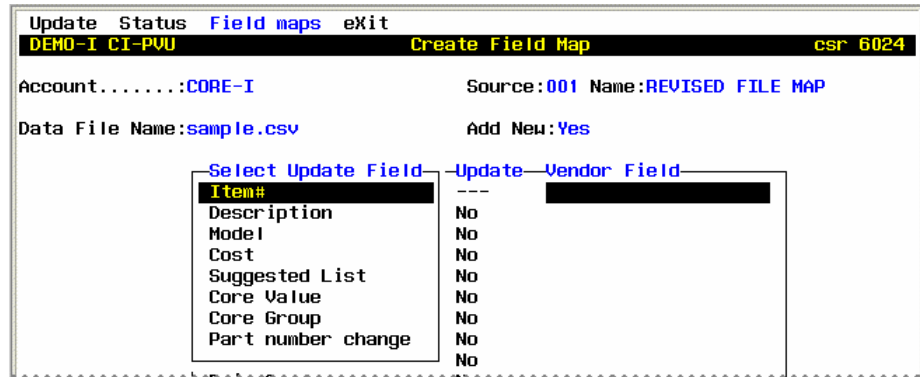 Update Status Field maps eXit
DEMO-I CI-PVU Create Field Map csr 6024
Account.......:CORE-I Source:001 Name:REVISED FILE MAP
Data File Name:sample.csv Add New:Yes
Select Update Field Update Vendor Field
Item# ---
Description No
Model No
Cost No
Suggested List No
Core Value No
Core Group No
Part number change No
No